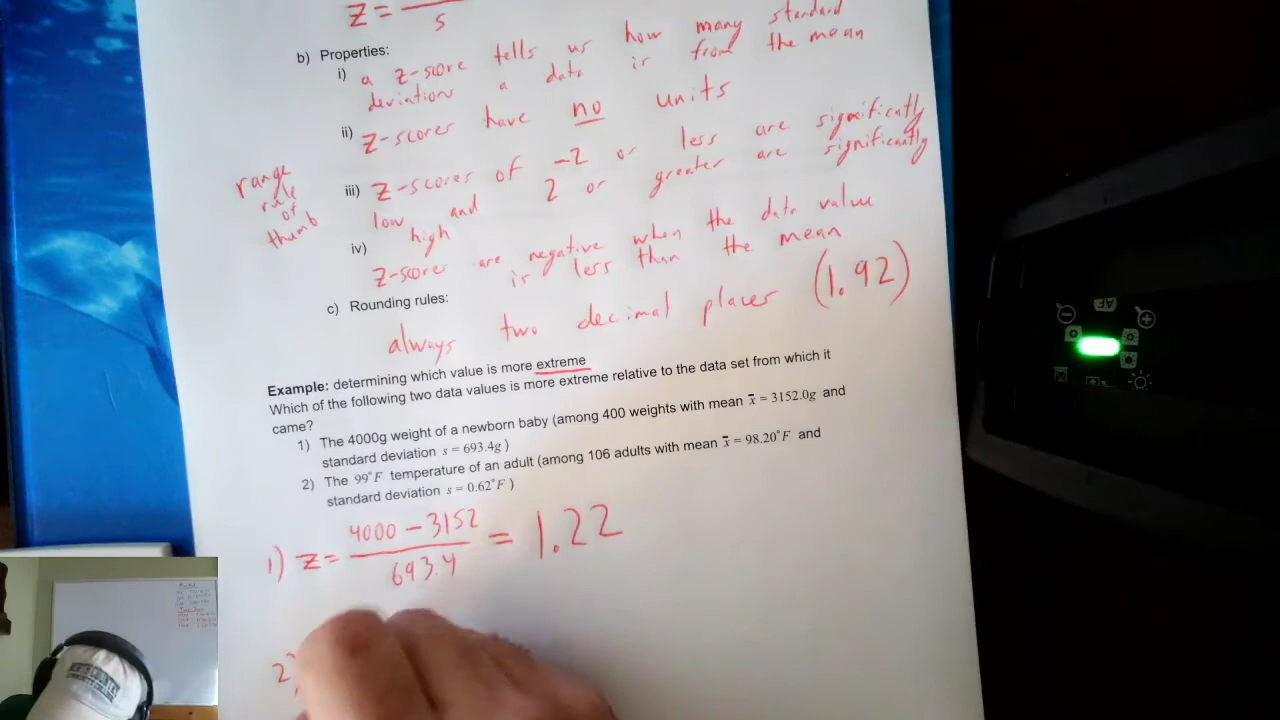 z = —
s
b) Properties:
i) a z-score tells us how many standard
deviations a data is from the mean
ii) z-scores have no units
iii) z-scores of -2 or less are significantly
low and 2 or greater are significantly
high
range
rule
of
thumb
iv) z-scores are negative when the data value
is less than the mean
c) Rounding rules:
always two decimal places (1.92)
Example: determining which value is more extreme
Which of the following two data values is more extreme relative to the data set from which it
came?
1) The 4000g weight of a newborn baby (among 400 weights with mean x̄ = 3152.0g and
standard deviation s = 693.4g )
2) The 99°F temperature of an adult (among 106 adults with mean x̄ = 98.20°F and
standard deviation s = 0.62°F )
1) z = 4000 - 3152 / 693.4 = 1.22
2)
AF